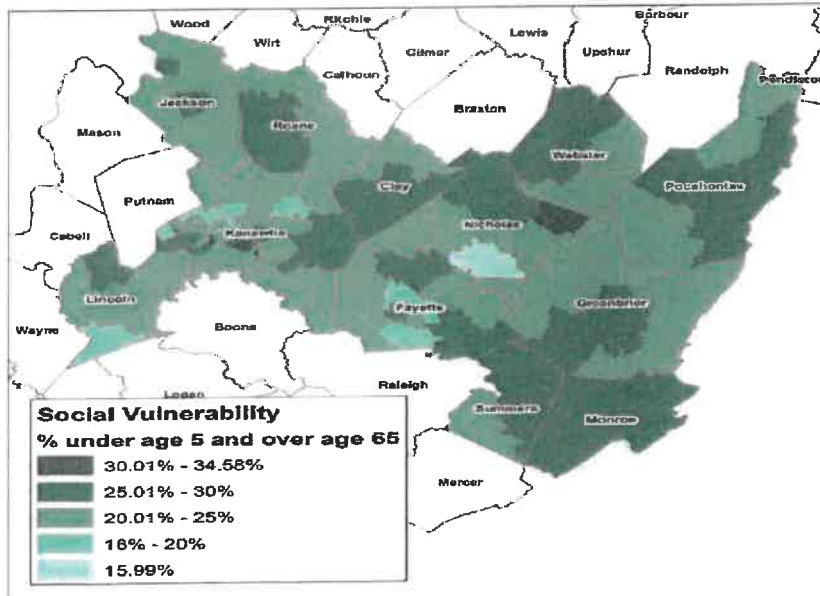 Wood
Ritchie
Lewis
Barbour
Wirt
Gilmer
Upshur
Calhoun
Randolph
Jackson
Braxton
Roane
Mason
Webster
Clay
Pocahontas
Putnam
Nicholas
Cabell
Kanawha
Lincoln
Fayette
Greenbrier
Wayne
Boone
Raleigh
Logan
Summers
Monroe
Mercer
Social Vulnerability
% under age 5 and over age 65
30.01% - 34.58%
25.01% - 30%
20.01% - 25%
16% - 20%
15.99%